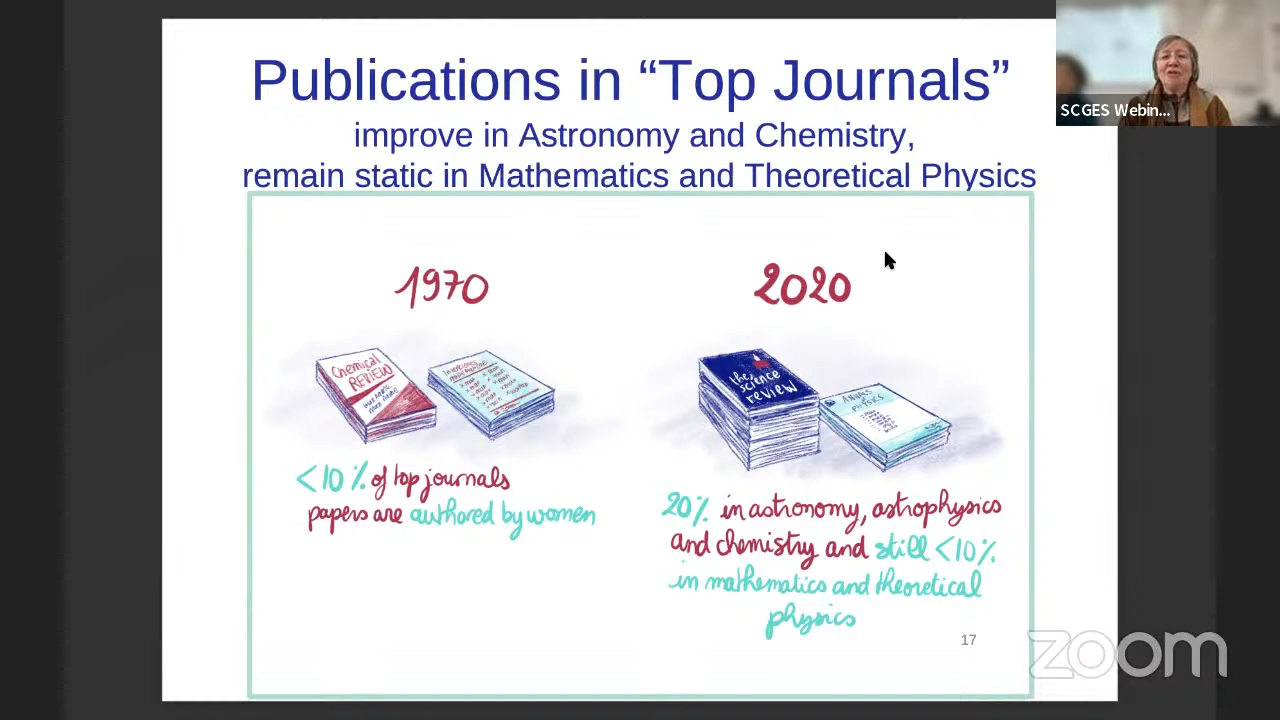 Publications in “Top Journals”
improve in Astronomy and Chemistry,
remain static in Mathematics and Theoretical Physics
SCGES Webin...
1970
2020
Chemical
REVIEW
the
science
review
ANNALS
PHYSICS
<10% of top journals
papers are authored by women
20% in astronomy, astrophysics
and chemistry and still <10%
in mathematics and theoretical
physics
17
zoom